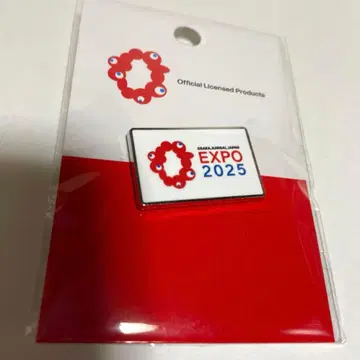 Official Licensed Products
OSAKA, KANSAI, JAPAN
EXPO
2025